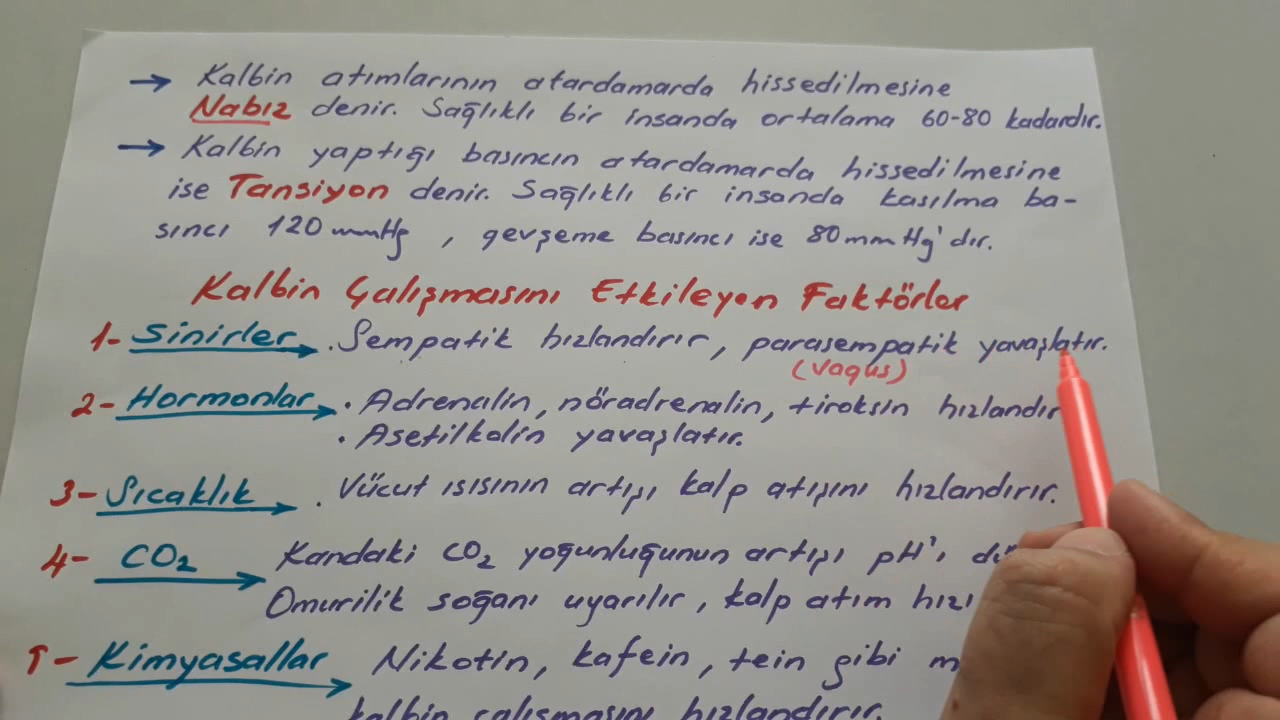 → Kalbin atımlarının atardamarda hissedilmesine
Nabız denir. Sağlıklı bir insanda ortalama 60-80 kadardır.
→ Kalbin yaptığı basıncın atardamarda hissedilmesine
ise Tansiyon denir. Sağlıklı bir insanda kasılma ba-
sıncı 120 mmHg, gevşeme basıncı ise 80 mmHg'dır.
Kalbin Çalışmasını Etkileyen Faktörler
1- Sinirler → . Sempatik hızlandırır, parasempatik yavaşlatır.
(vagus)
2- Hormonlar → • Adrenalin, nöradrenalin, tiroksin hızlandır
• Asetilkolin yavaşlatır.
3- Sıcaklık → . Vücut ısısının artışı kalp atışını hızlandırır.
4- CO₂ → Kandaki CO₂ yoğunluğunun artışı pH'ı
Omurilik soğanı uyarılır, kalp atım hızı
- Kimyasallar → Nikotin, kafein, tein gibi
kalbin çalışmasını hızlandırır.